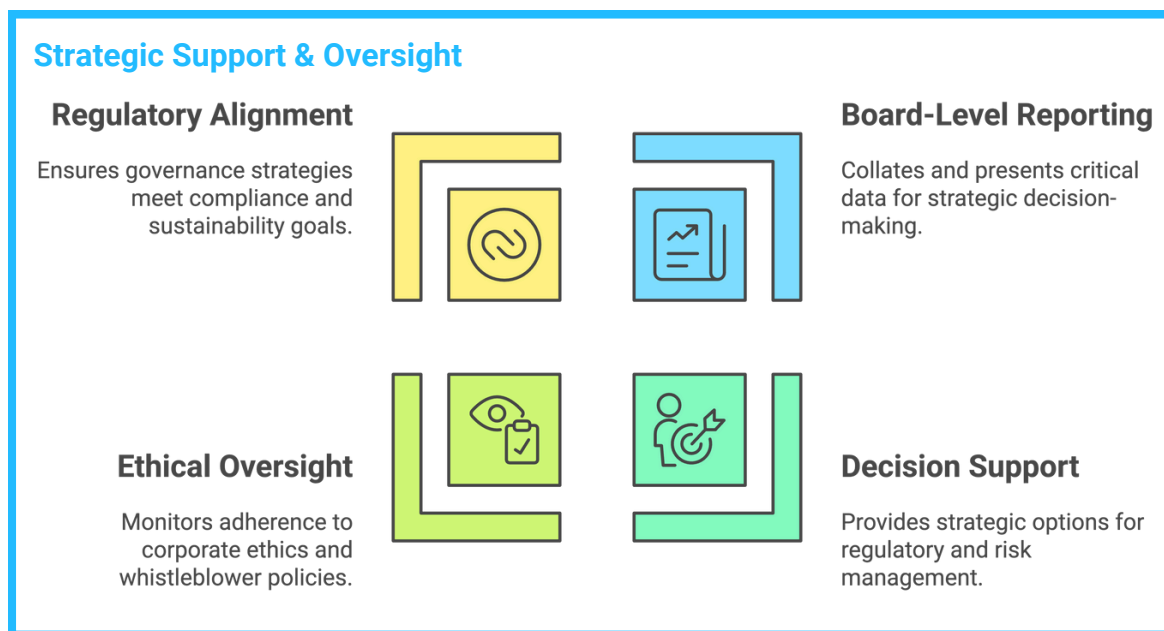 Strategic Support & Oversight
Regulatory Alignment
Ensures governance strategies
meet compliance and
sustainability goals.
Board-Level Reporting
Collates and presents critical
data for strategic decision-
making.
Ethical Oversight
Monitors adherence to
corporate ethics and
whistleblower policies.
Decision Support
Provides strategic options for
regulatory and risk
management.